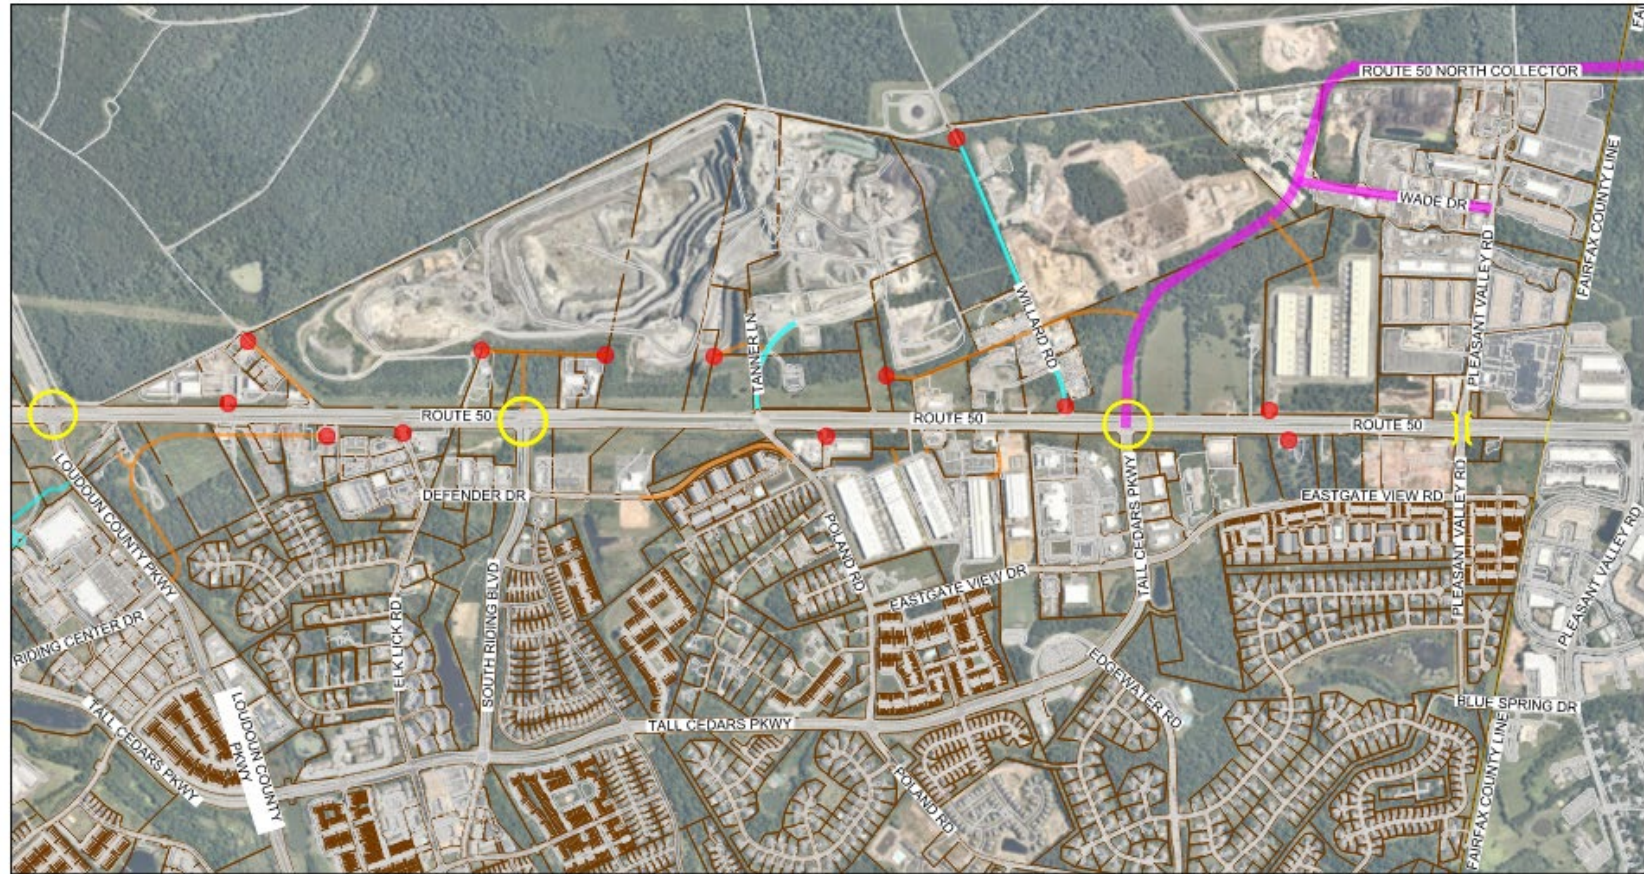 FAI
ROUTE 50 NORTH COLLECTOR
FAIRFAX COUNTY LINE
WADE DR
PLEASANT VALLEY RD
WILLARD RD
TANNER LN
ROUTE 50
ROUTE 50
ROUTE 50
LOUDOUN COUNTY PKWY
DEFENDER DR
EASTGATE VIEW RD
PLEASANT VALLEY RD
PLEASANT VALLEY RD
TALL CEDARS PKWY
POLAND RD
EASTGATE VIEW DR
SOUTH RIDING BLVD
ELK LICK RD
RIDING CENTER DR
EDGEWATER RD
BLUE SPRING DR
TALL CEDARS PKWY
LOUDOUN COUNTY
PKWY
TALL CEDARS PKWY
POLAND RD
FAIRFAX COUNTY LINE